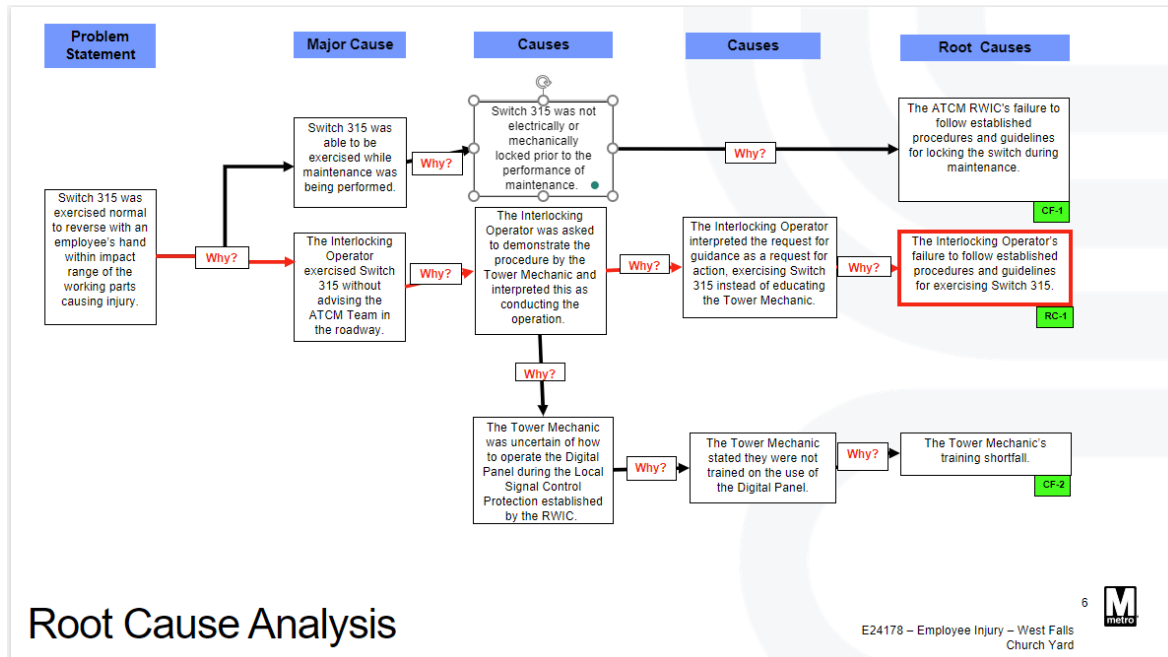 Problem
Statement
Major Cause
Causes
Causes
Root Causes
Switch 315 was
exercised normal
to reverse with an
employee's hand
within impact
range of the
working parts
causing injury.
Why?
Switch 315 was
able to be
exercised while
maintenance was
being performed.
Why?
Switch 315 was not
electrically or
mechanically
locked prior to the
performance of
maintenance.
Why?
The ATCM RWIC's failure to
follow established
procedures and guidelines
for locking the switch during
maintenance.
CF-1
The Interlocking
Operator
exercised Switch
315 without
advising the
ATCM Team in
the roadway.
Why?
The Interlocking
Operator was asked
to demonstrate the
procedure by the
Tower Mechanic and
interpreted this as
conducting the
operation.
Why?
The Interlocking Operator
interpreted the request for
guidance as a request for
action, exercising Switch
315 instead of educating
the Tower Mechanic.
Why?
The Interlocking Operator's
failure to follow established
procedures and guidelines
for exercising Switch 315.
RC-1
Why?
The Tower Mechanic
was uncertain of how
to operate the Digital
Panel during the Local
Signal Control
Protection established
by the RWIC.
Why?
The Tower Mechanic
stated they were not
trained on the use of
the Digital Panel.
Why?
The Tower Mechanic's
training shortfall.
CF-2
Root Cause Analysis
6
M
metro
E24178 – Employee Injury – West Falls
Church Yard